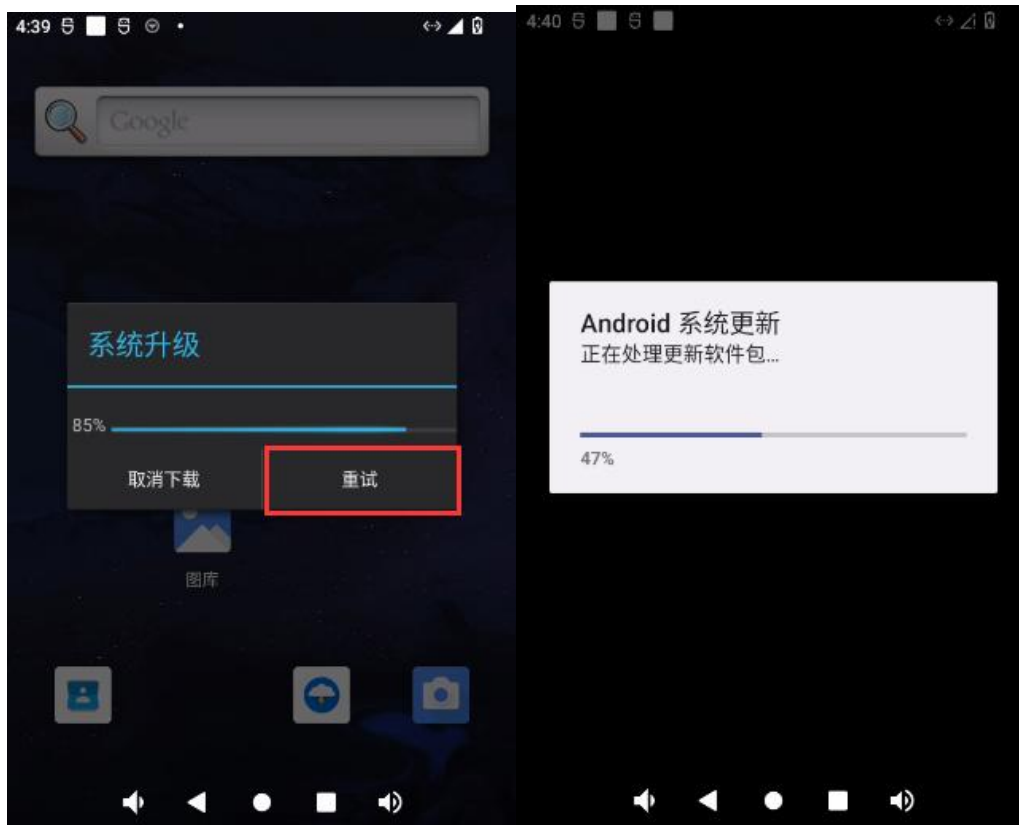 4:39
Google
系统升级
85%
取消下载
重试
图库
4:40
Android 系统更新
正在处理更新软件包...
47%